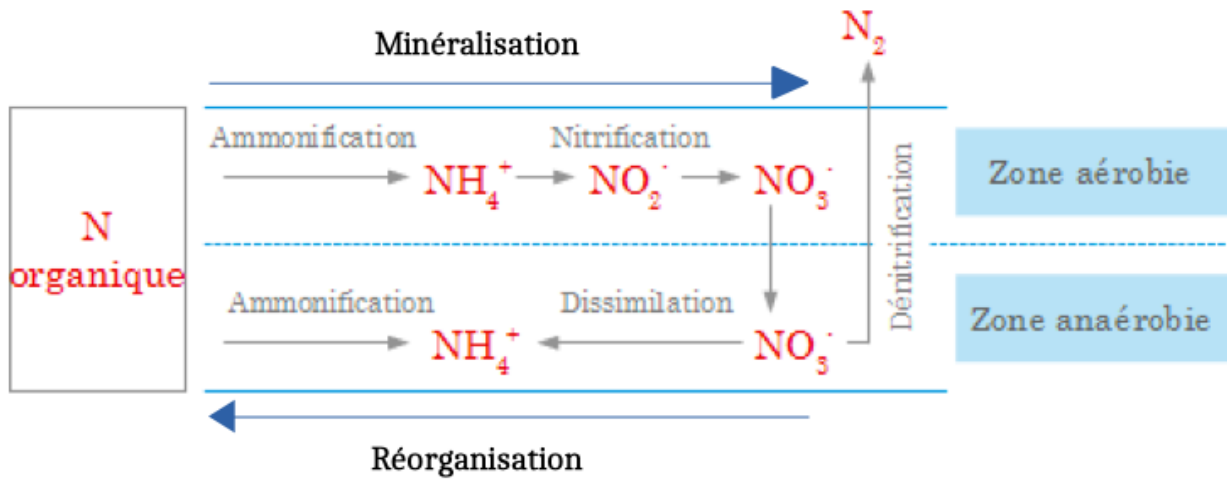 Minéralisation
N₂
Ammonification
Nitrification
NH₄⁺
NO₂⁻
NO₃⁻
Zone aérobie
N
organique
Dénitrification
Ammonification
Dissimilation
NH₄⁺
NO₃⁻
Zone anaérobie
Réorganisation